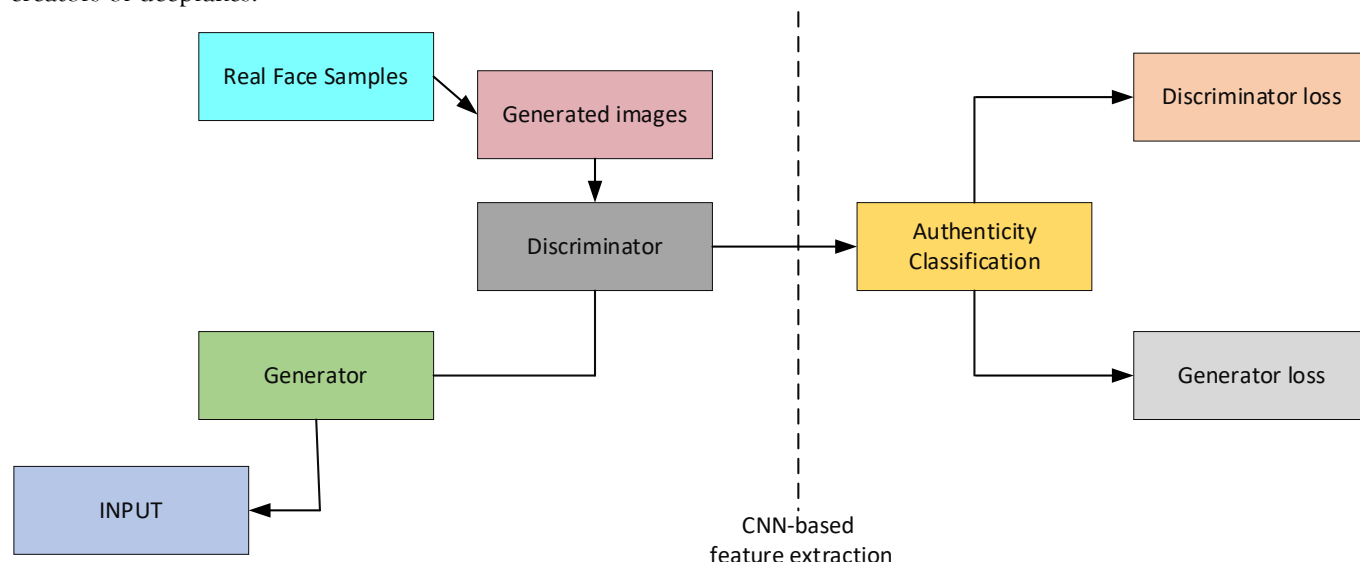 Real Face Samples
Generated images
Discriminator loss
Discriminator
Authenticity
Classification
Generator
Generator loss
INPUT
CNN-based
feature extraction